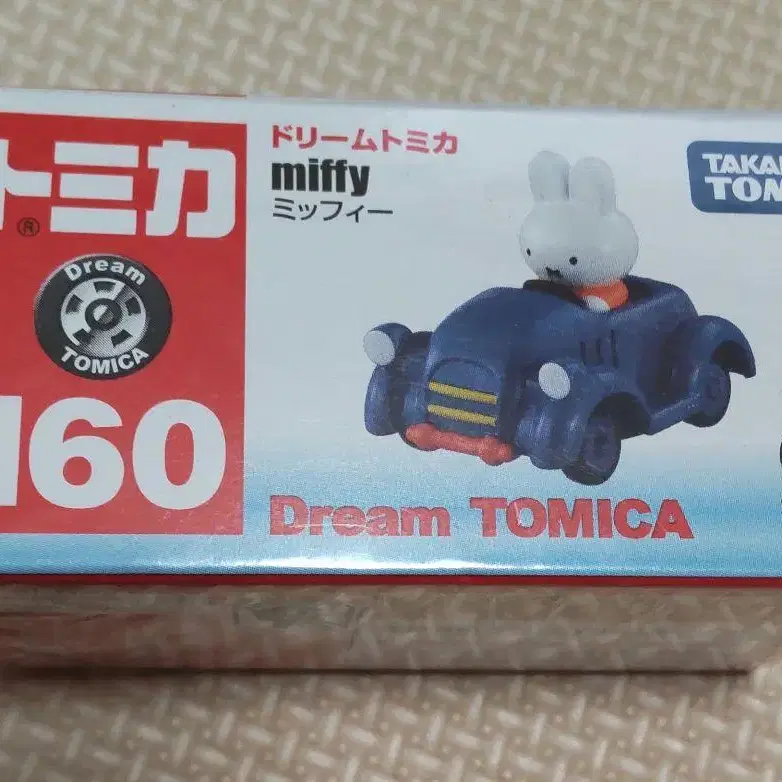 トミカ
®
Dream
TOMICA
160
ドリームトミカ
miffy
ミッフィー
Dream TOMICA
TAKA
TOM